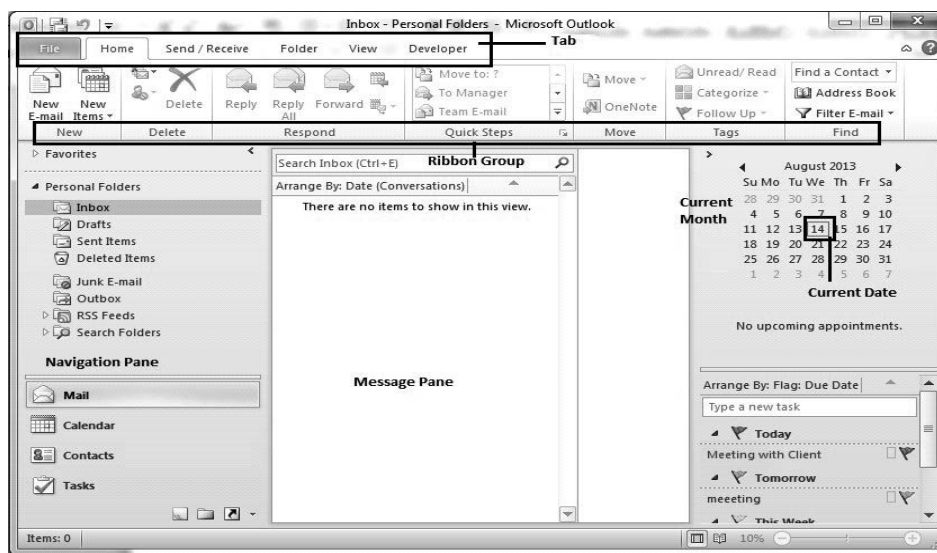 Inbox - Personal Folders - Microsoft Outlook
File Home Send / Receive Folder View Developer Tab
New E-mail
New Items
Delete
Reply
Reply All
Forward
Move to: ?
To Manager
Team E-mail
Move
OneNote
Unread/ Read
Categorize
Follow Up
Find a Contact
Address Book
Filter E-mail
New Delete Respond Quick Steps Move Tags Find
Ribbon Group
Favorites
Personal Folders
Inbox
Drafts
Sent Items
Deleted Items
Junk E-mail
Outbox
RSS Feeds
Search Folders
Navigation Pane
Mail
Calendar
Contacts
Tasks
Search Inbox (Ctrl+E)
Arrange By: Date (Conversations)
There are no items to show in this view.
Message Pane
Current Month
August 2013
Su Mo Tu We Th Fr Sa
28 29 30 31 1 2 3
4 5 6 7 8 9 10
11 12 13 14 15 16 17
18 19 20 21 22 23 24
25 26 27 28 29 30 31
1 2 3 4 5 6 7
Current Date
No upcoming appointments.
Arrange By: Flag: Due Date
Type a new task
Today
Meeting with Client
Tomorrow
meeeting
This Week
Items: 0
10%